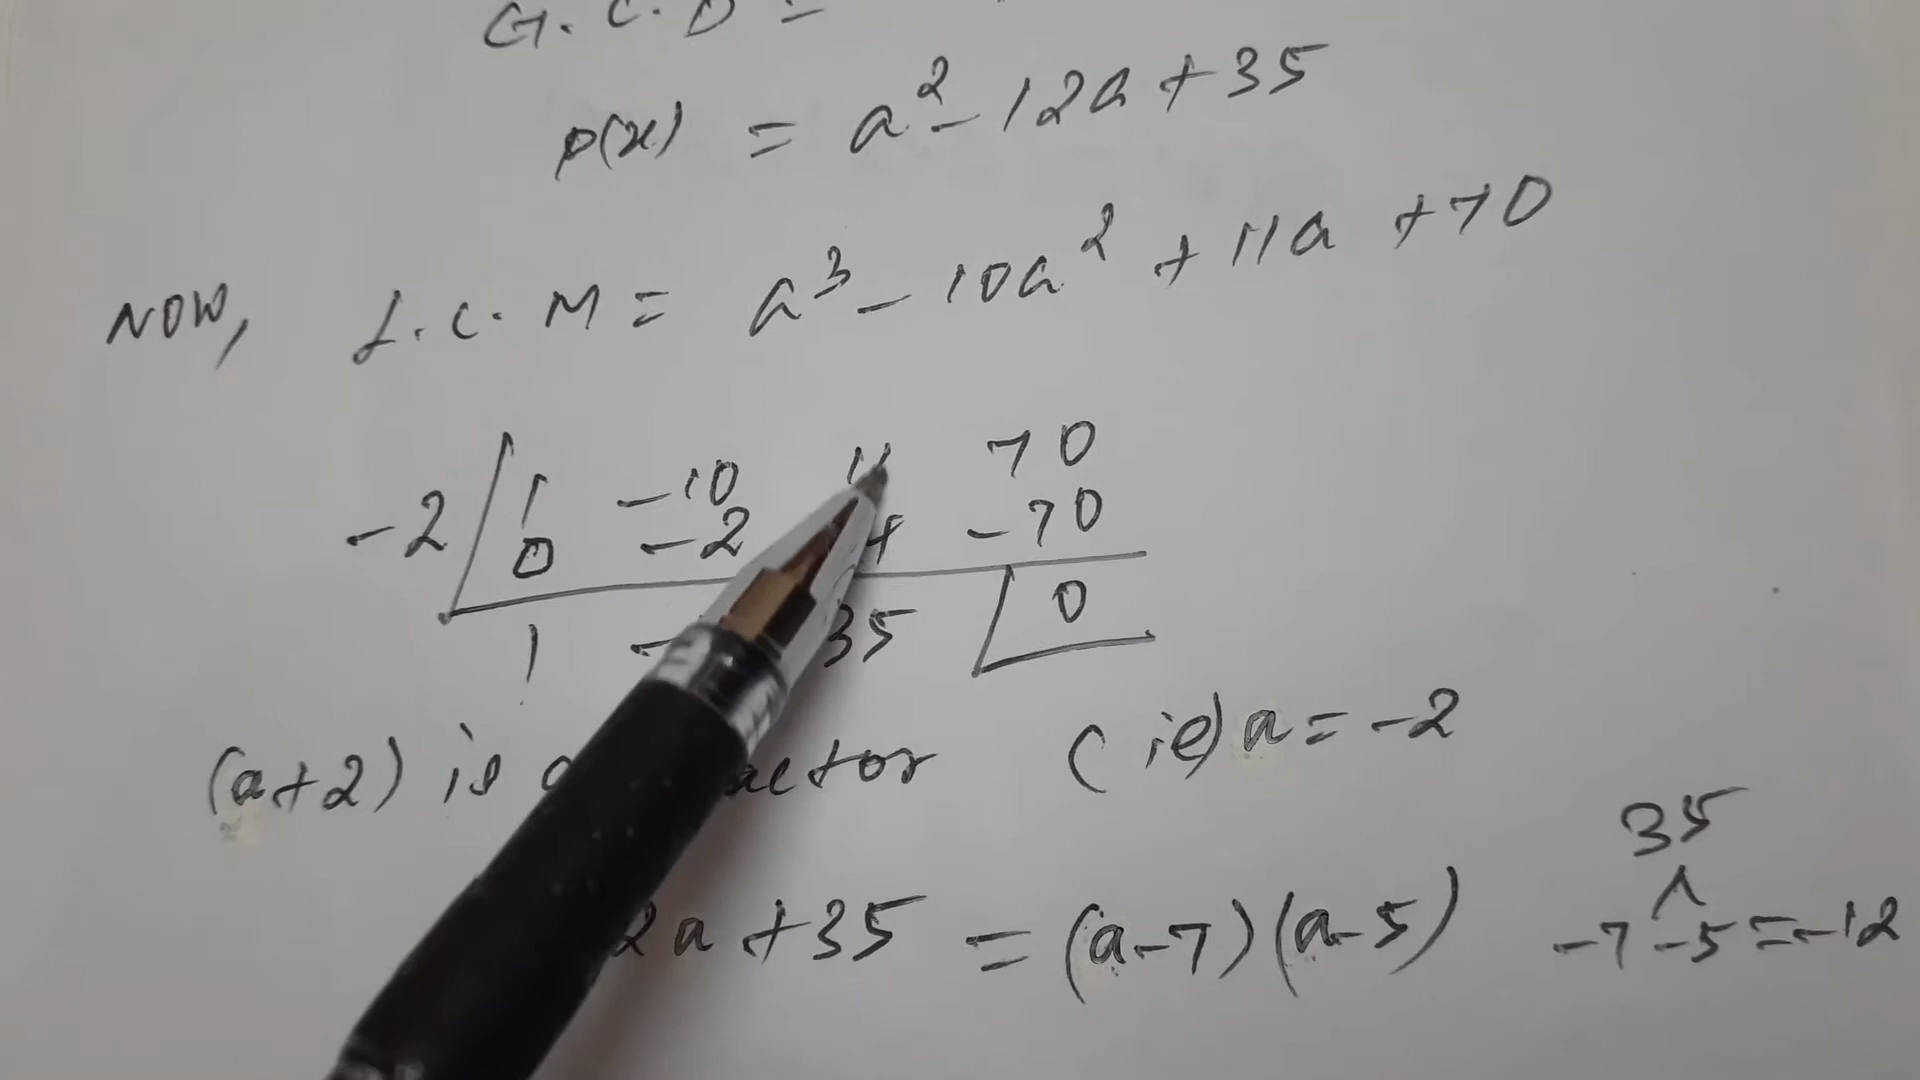 G.C.D =
p(x) = a² - 12a + 35
NOW, L.C.M = a³ - 10a² + 11a + 70
-2 1 -10 11 70
0 -2 -70
1 - 35 0
(a+2) is (ie) a = -2
35
2a + 35 = (a-7)(a-5) -7 -5 = -12